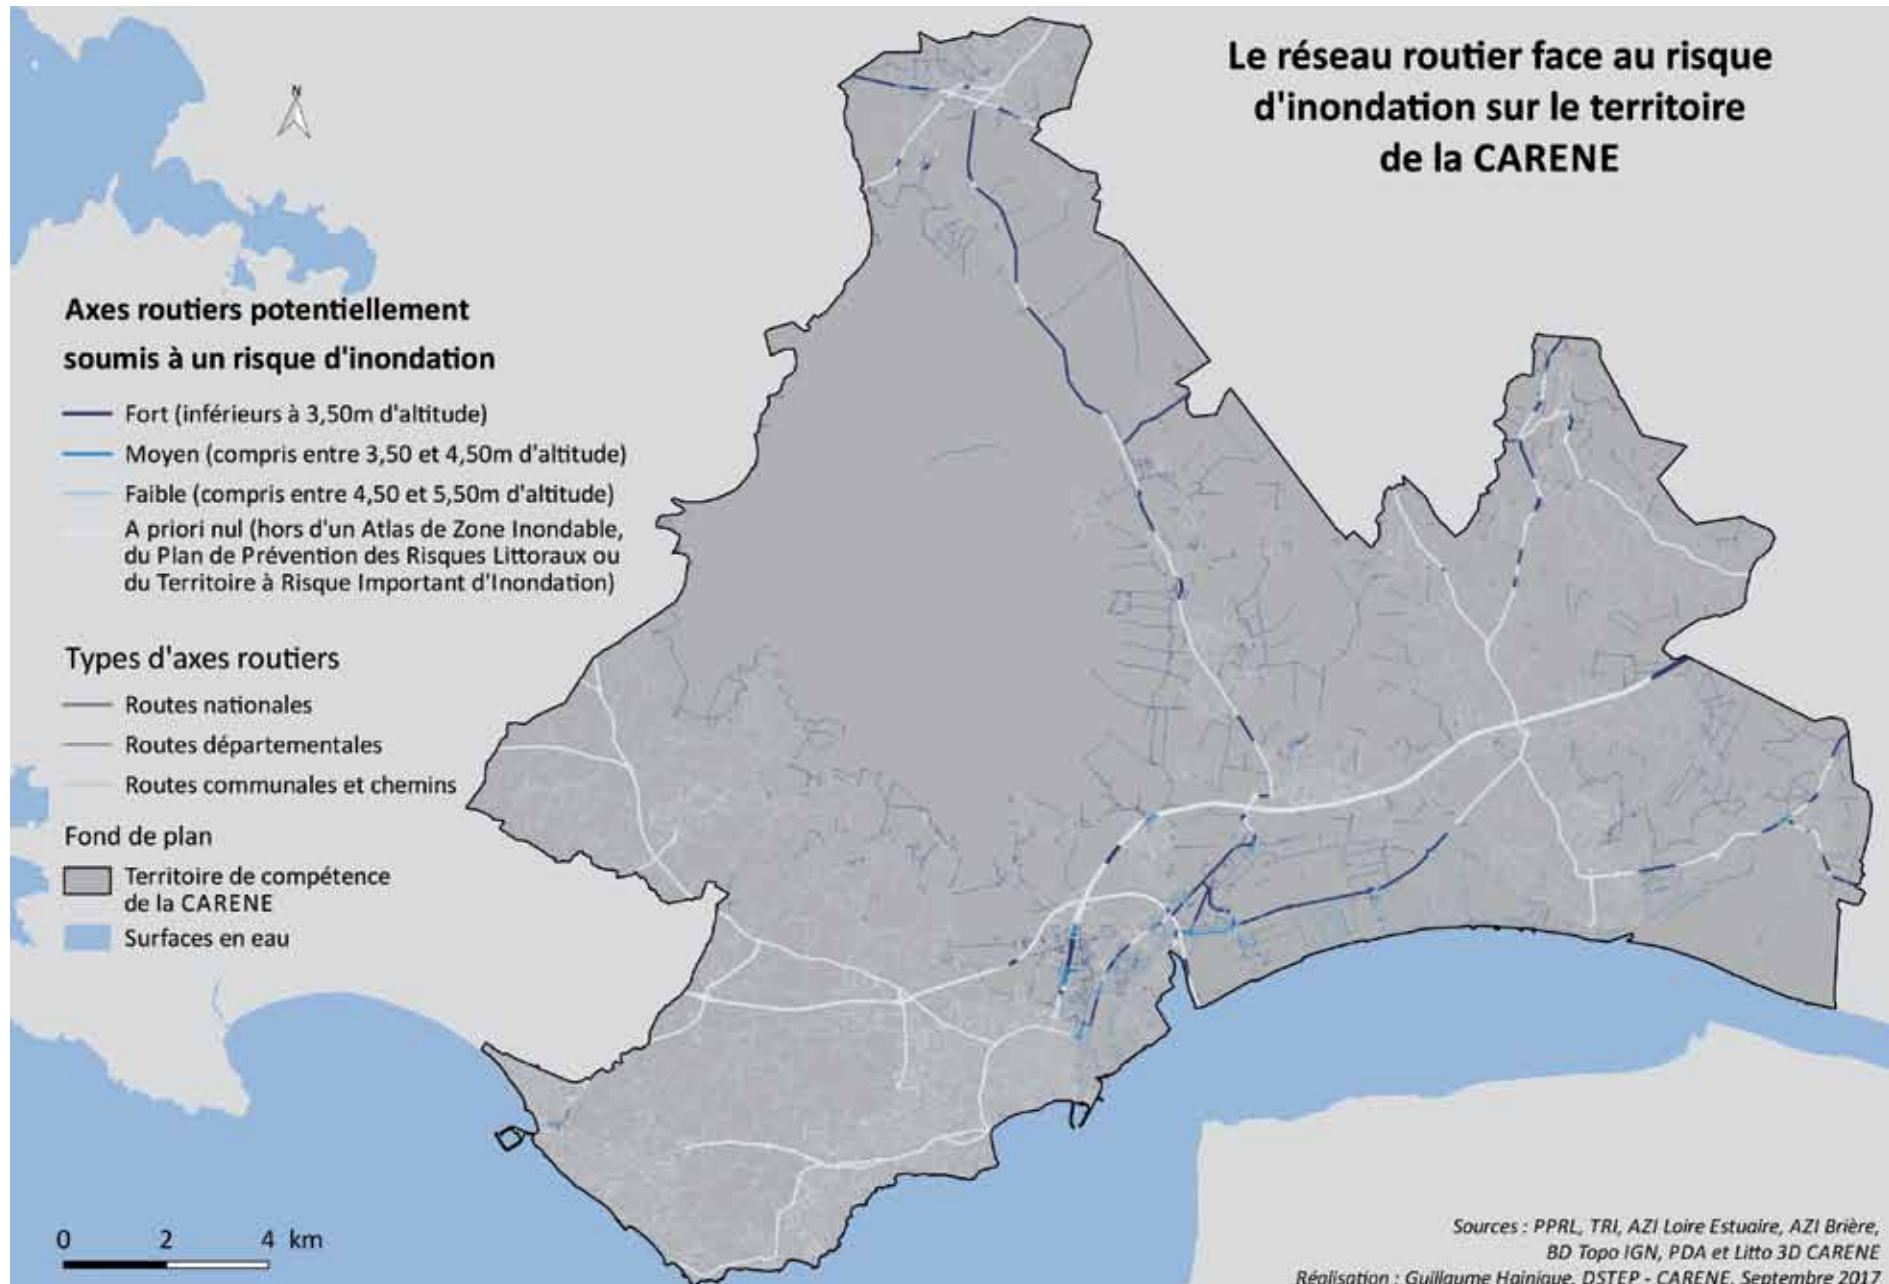 Le réseau routier face au risque
d'inondation sur le territoire
de la CARENE
N
Axes routiers potentiellement
soumis à un risque d'inondation
Fort (inférieurs à 3,50m d'altitude)
Moyen (compris entre 3,50 et 4,50m d'altitude)
Faible (compris entre 4,50 et 5,50m d'altitude)
A priori nul (hors d'un Atlas de Zone Inondable,
du Plan de Prévention des Risques Littoraux ou
du Territoire à Risque Important d'Inondation)
Types d'axes routiers
Routes nationales
Routes départementales
Routes communales et chemins
Fond de plan
Territoire de compétence
de la CARENE
Surfaces en eau
0 2 4 km
Sources : PPRL, TRI, AZI Loire Estuaire, AZI Brière,
BD Topo IGN, PDA et Litto 3D CARENE
Réalisation : Guillaume Hainique, DSTEP - CARENE, Septembre 2017